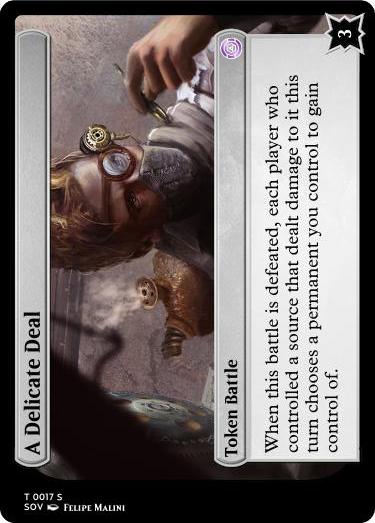 A Delicate Deal
Token Battle
3
When this battle is defeated, each player who
controlled a source that dealt damage to it this
turn chooses a permanent you control to gain
control of.
T 0017 S
SOV FELIPE MALINI